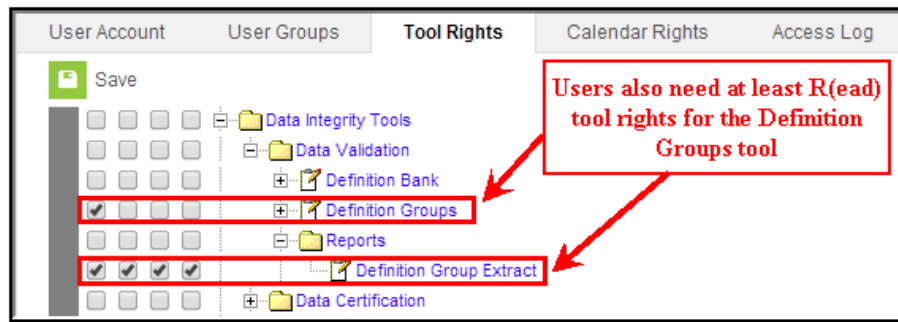 User Account User Groups Tool Rights Calendar Rights Access Log
Save
Users also need at least R(ead)
tool rights for the Definition
Groups tool
Data Integrity Tools
Data Validation
Definition Bank
Definition Groups
Reports
Definition Group Extract
Data Certification